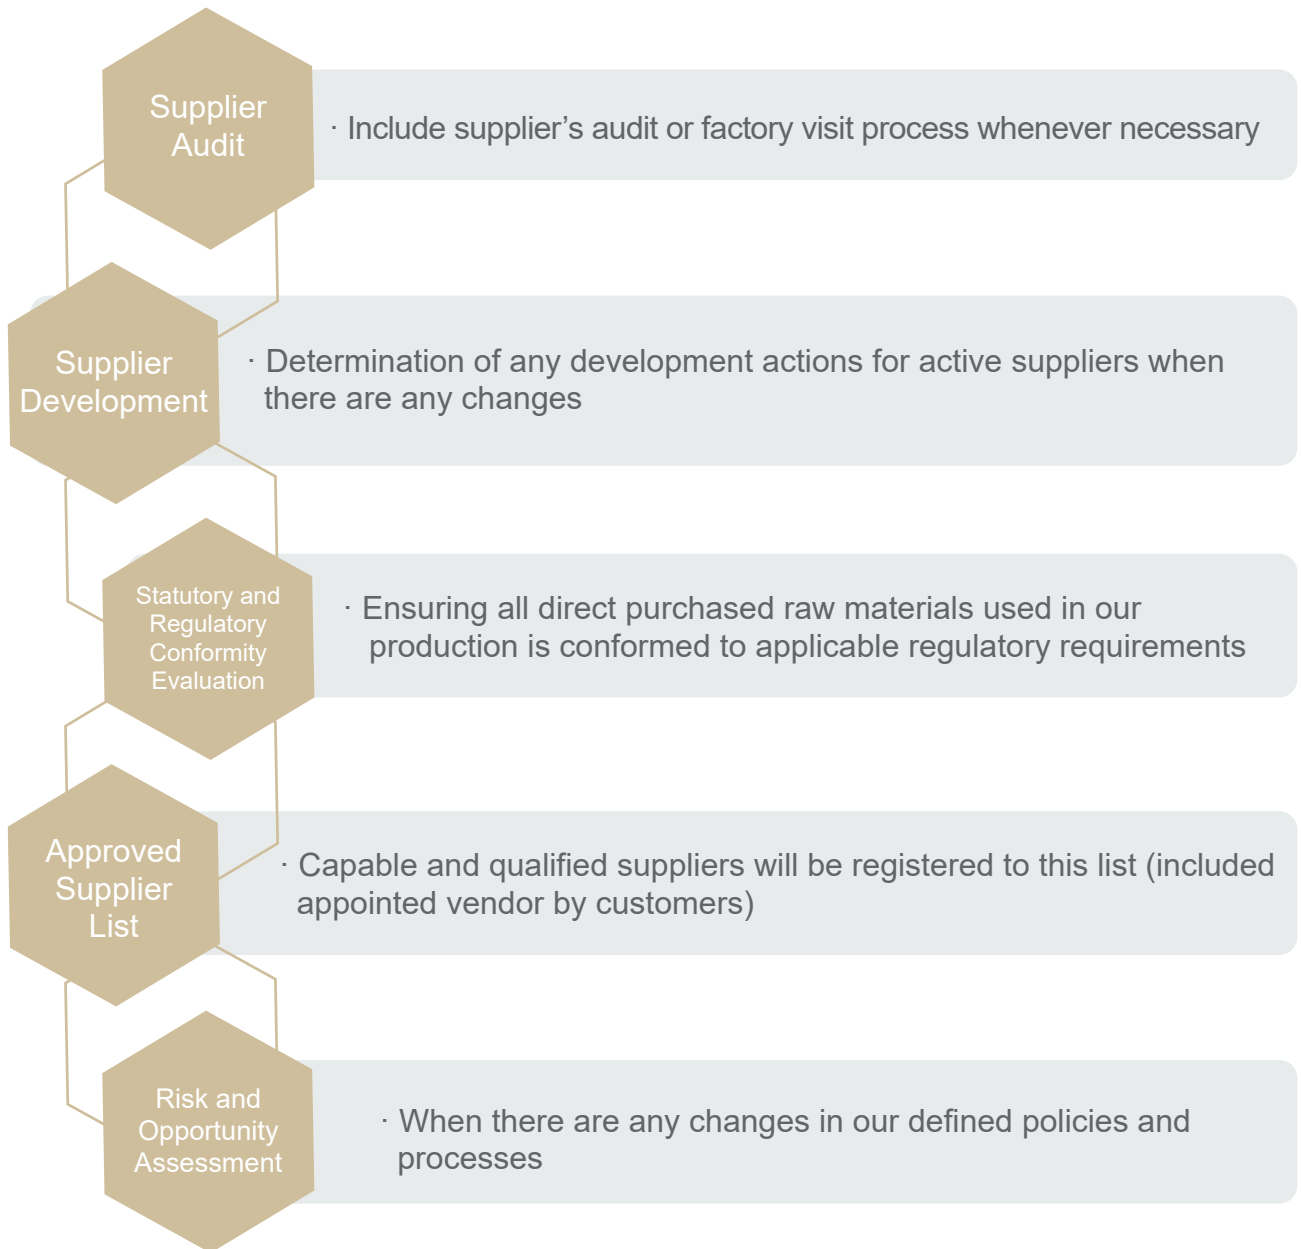 Supplier
Audit
· Include supplier’s audit or factory visit process whenever necessary
Supplier
Development
· Determination of any development actions for active suppliers when
there are any changes
Statutory and
Regulatory
Conformity
Evaluation
· Ensuring all direct purchased raw materials used in our
production is conformed to applicable regulatory requirements
Approved
Supplier
List
· Capable and qualified suppliers will be registered to this list (included
appointed vendor by customers)
Risk and
Opportunity
Assessment
· When there are any changes in our defined policies and
processes